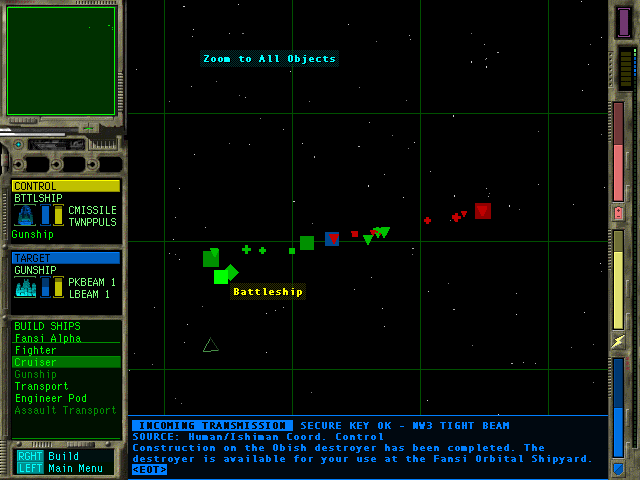 Zoom to All Objects
CONTROL
BTTLSHIP
CMISSILE
TWNPPULS
Gunship
TARGET
GUNSHIP
PKBEAM 1
LBEAM 1
Battleship
BUILD SHIPS
Fansi Alpha
Fighter
Cruiser
Gunship
Transport
Engineer Pod
Assault Transport
RGHT Build
LEFT Main Menu
INCOMING TRANSMISSION SECURE KEY OK - NW3 TIGHT BEAM
SOURCE: Human/Ishiman Coord. Control
Construction on the Obish destroyer has been completed. The
destroyer is available for your use at the Fansi Orbital Shipyard.
<EOT>